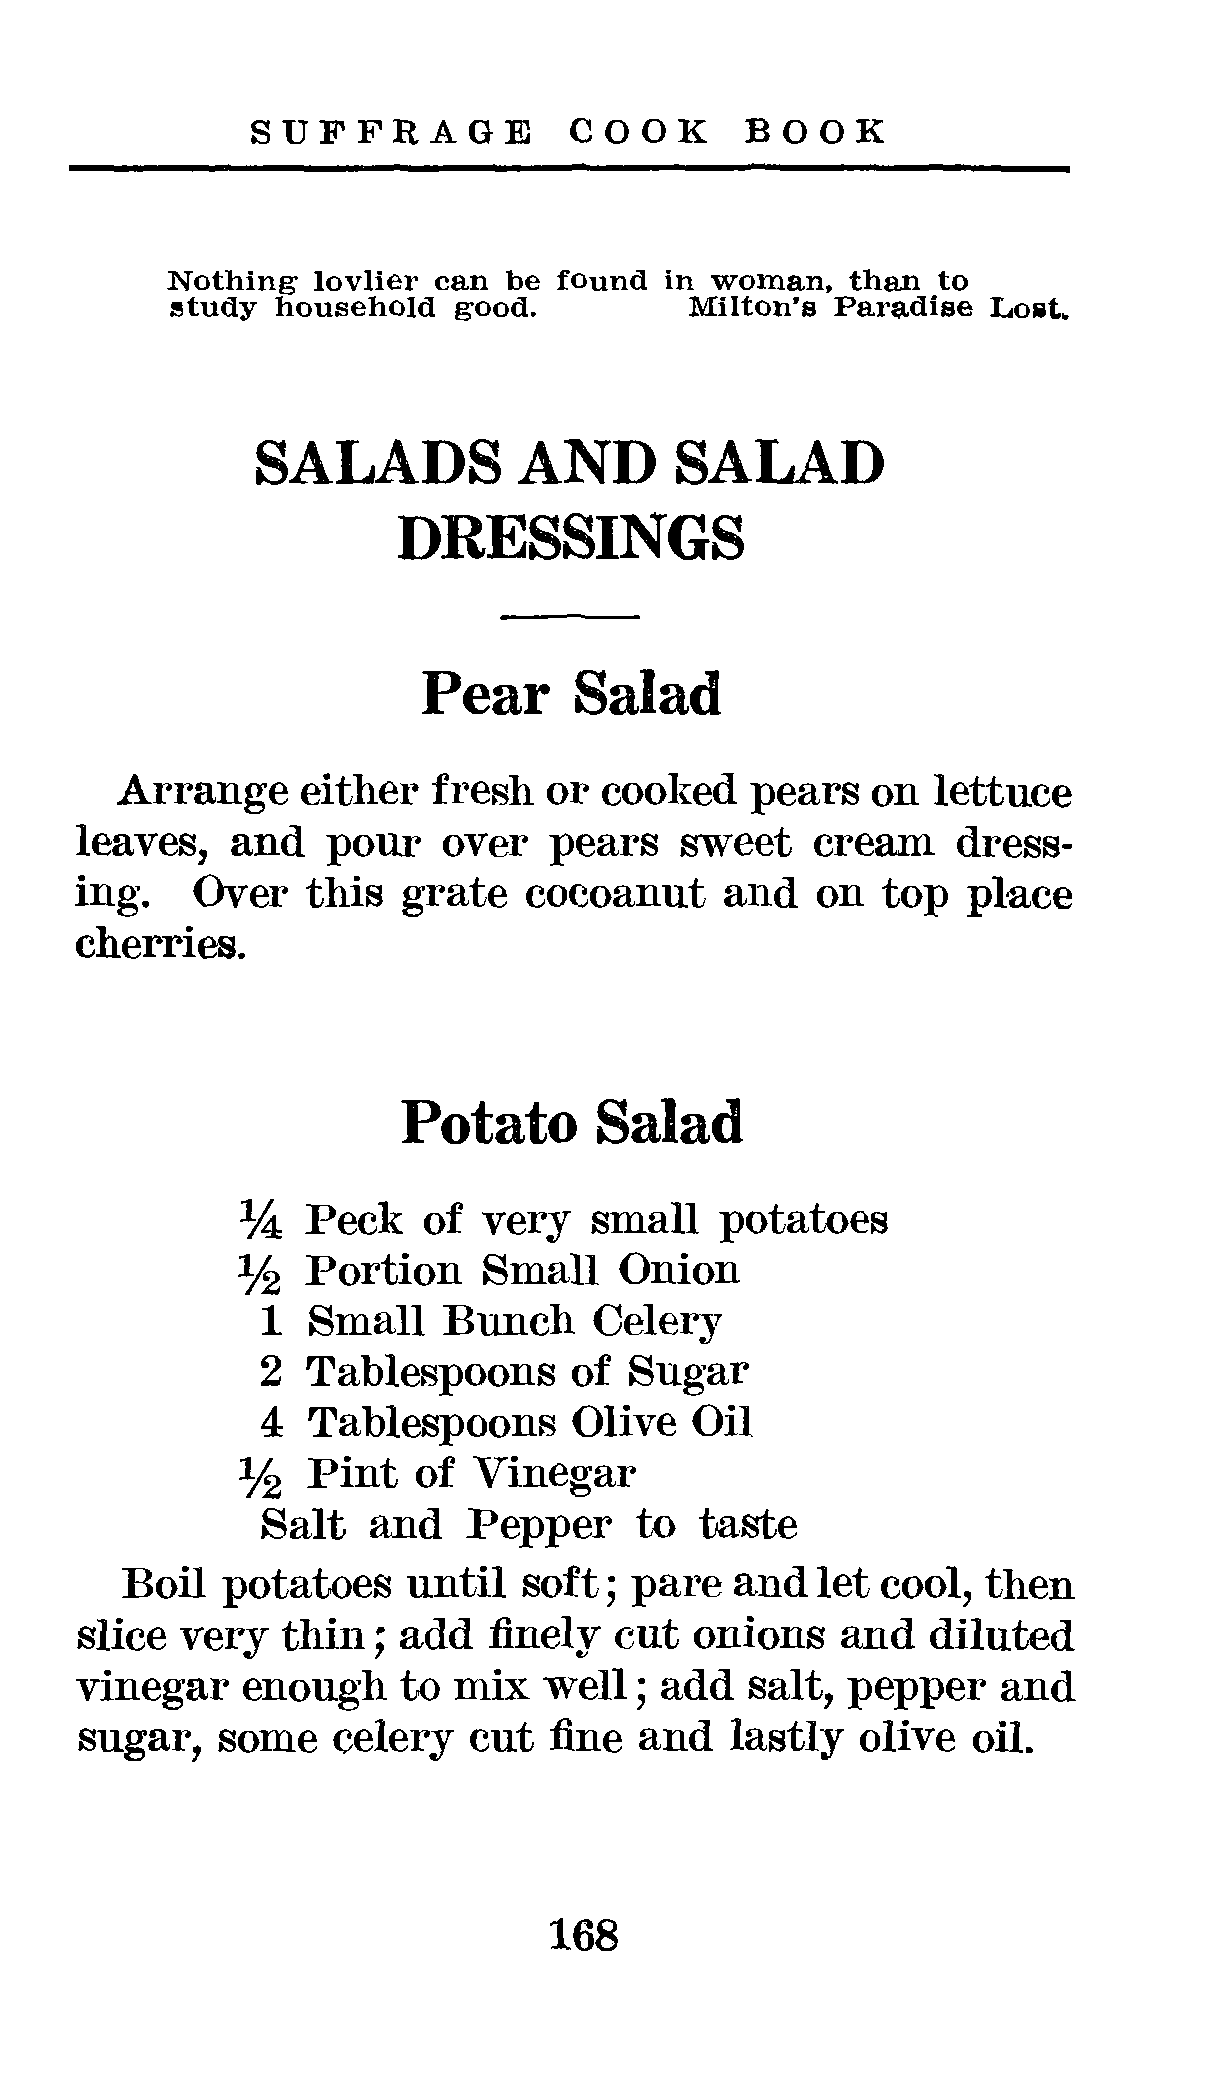 SUFFRAGE COOK BOOK
Nothing lovlier can be found in woman, than to
study household good. Milton's Paradise Lost.
SALADS AND SALAD
DRESSINGS
Pear Salad
Arrange either fresh or cooked pears on lettuce
leaves, and pour over pears sweet cream dress-
ing. Over this grate cocoanut and on top place
cherries.
Potato Salad
¼ Peck of very small potatoes
½ Portion Small Onion
1 Small Bunch Celery
2 Tablespoons of Sugar
4 Tablespoons Olive Oil
½ Pint of Vinegar
Salt and Pepper to taste
Boil potatoes until soft; pare and let cool, then
slice very thin; add finely cut onions and diluted
vinegar enough to mix well; add salt, pepper and
sugar, some celery cut fine and lastly olive oil.
168